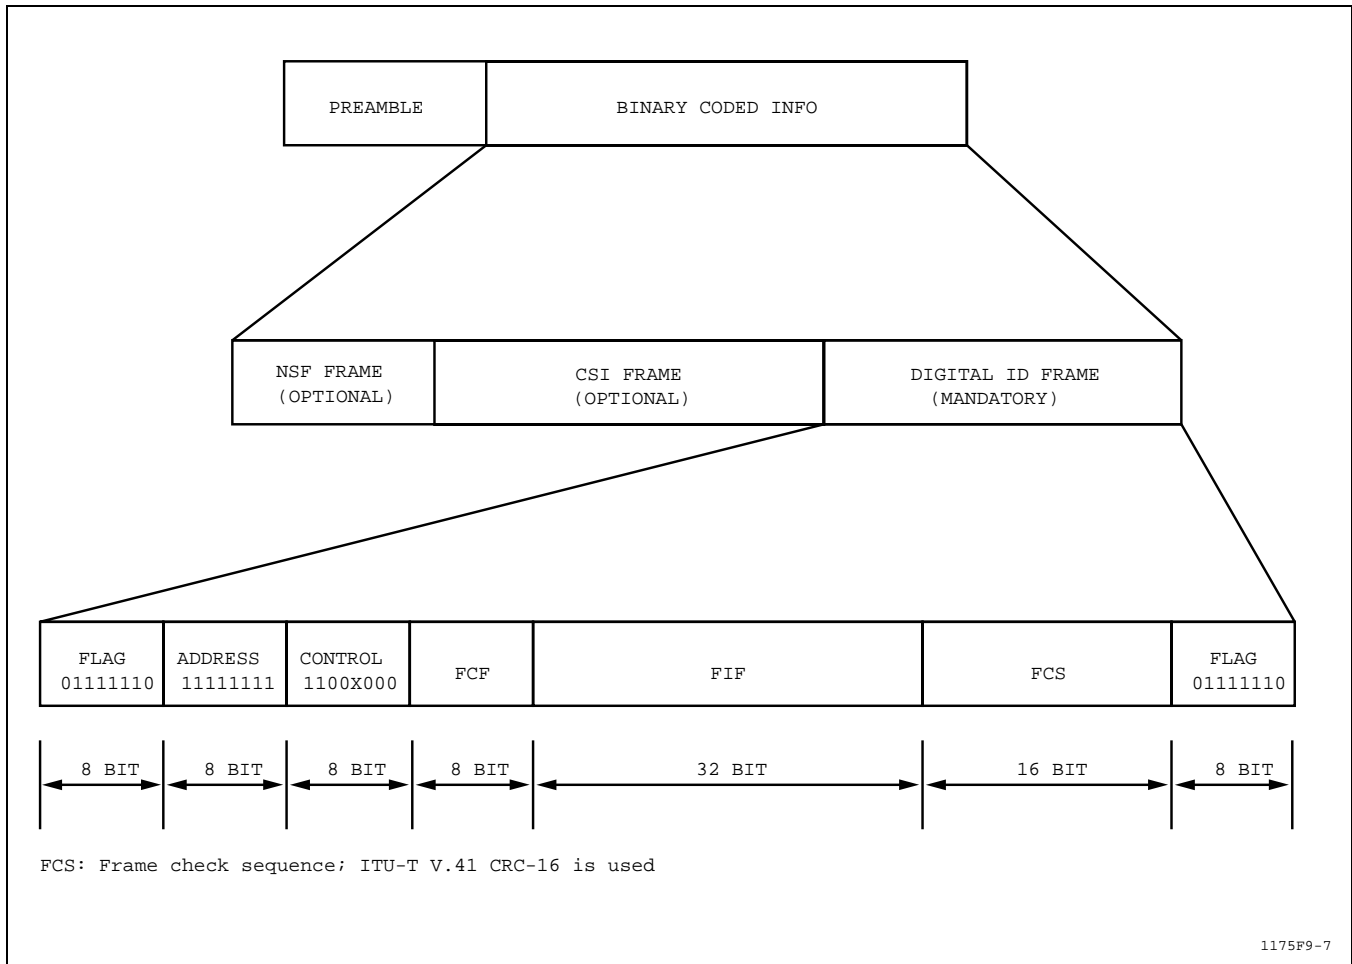 PREAMBLE
BINARY CODED INFO
NSF FRAME
(OPTIONAL)
CSI FRAME
(OPTIONAL)
DIGITAL ID FRAME
(MANDATORY)
FLAG
01111110
ADDRESS
11111111
CONTROL
1100X000
FCF
FIF
FCS
FLAG
01111110
8 BIT
8 BIT
8 BIT
8 BIT
32 BIT
16 BIT
8 BIT
FCS: Frame check sequence; ITU-T V.41 CRC-16 is used
1175F9-7